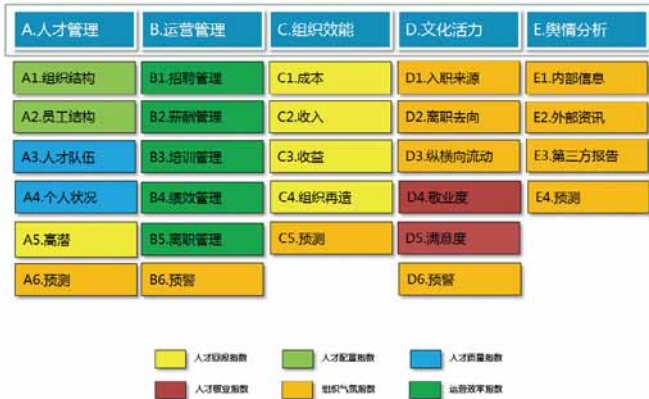 A.人才管理 B.运营管理 C.组织效能 D.文化活力 E.舆情分析
A1.组织结构 B1.招聘管理 C1.成本 D1.入职来源 E1.内部信息
A2.员工结构 B2.薪酬管理 C2.收入 D2.离职去向 E2.外部资讯
A3.人才队伍 B3.培训管理 C3.收益 D3.纵横向流动 E3.第三方报告
A4.个人状况 B4.绩效管理 C4.组织再造 D4.敬业度 E4.预测
A5.高潜 B5.离职管理 C5.预测 D5.满意度
A6.预测 B6.预警 D6.预警
人才回报指数 人才配置指数 人才质量指数
人才敬业指数 组织气氛指数 运营效率指数